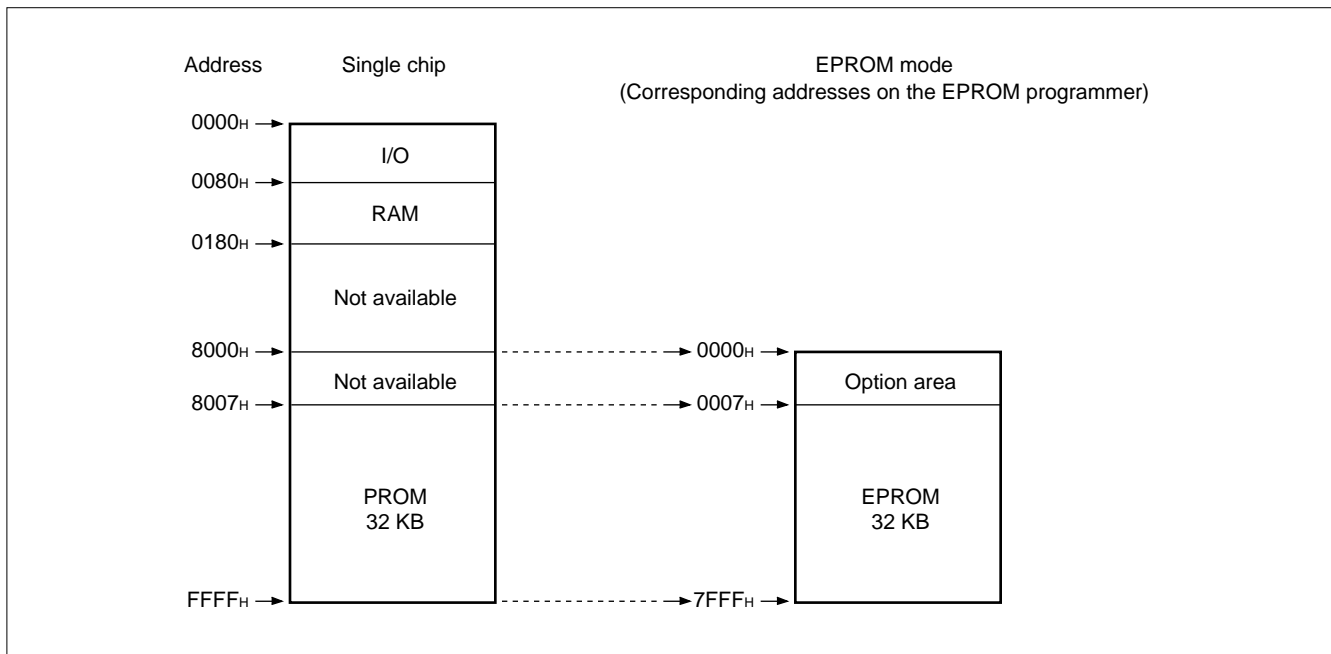 Address
Single chip
EPROM mode
(Corresponding addresses on the EPROM programmer)
0000H
I/O
0080H
RAM
0180H
Not available
8000H
0000H
Not available
Option area
8007H
0007H
PROM
32 KB
EPROM
32 KB
FFFFH
7FFFH